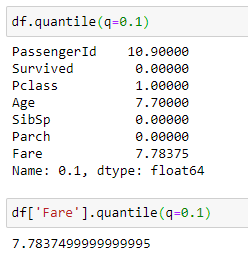 df.quantile(q=0.1)
PassengerId    10.90000
Survived        0.00000
Pclass          1.00000
Age             7.70000
SibSp           0.00000
Parch           0.00000
Fare            7.78375
Name: 0.1, dtype: float64
df['Fare'].quantile(q=0.1)
7.7837499999999995